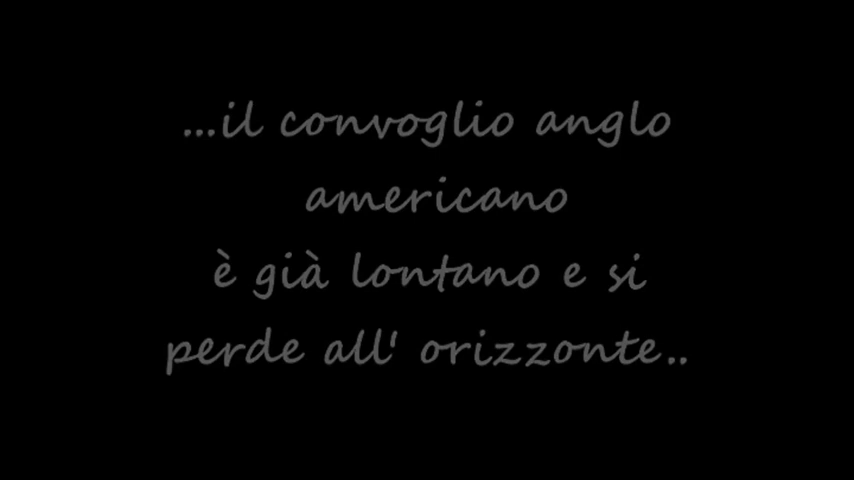 ...il convoglio anglo
americano
è già lontano e si
perde all' orizzonte..